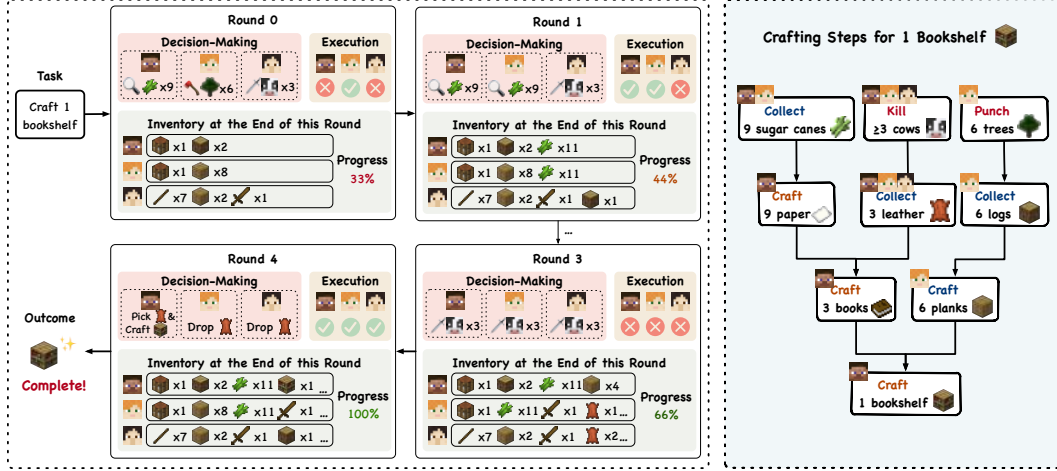 Task
Craft 1
bookshelf
Round 0
Decision-Making
Execution
x9
x6
x3
Inventory at the End of this Round
x1 x2
x1 x8
x7 x2 x1
Progress
33%
Round 1
Decision-Making
Execution
x9
x9
x3
Inventory at the End of this Round
x1 x2 x11
x1 x8 x11
x7 x2 x1 x1
Progress
44%
...
Round 3
Decision-Making
Execution
x3
x3
x3
Inventory at the End of this Round
x1 x2 x11 x4
x1 x11 x1 x1...
x7 x2 x1 x2...
Progress
66%
Round 4
Decision-Making
Execution
Pick &
Craft
Drop
Drop
Inventory at the End of this Round
x1 x2 x11 x1 ...
x1 x8 x11 x1 ...
x7 x2 x1 x1 ...
Progress
100%
Outcome
Complete!
Crafting Steps for 1 Bookshelf
Collect
9 sugar canes
Kill
≥3 cows
Punch
6 trees
Craft
9 paper
Collect
3 leather
Collect
6 logs
Craft
3 books
Craft
6 planks
Craft
1 bookshelf